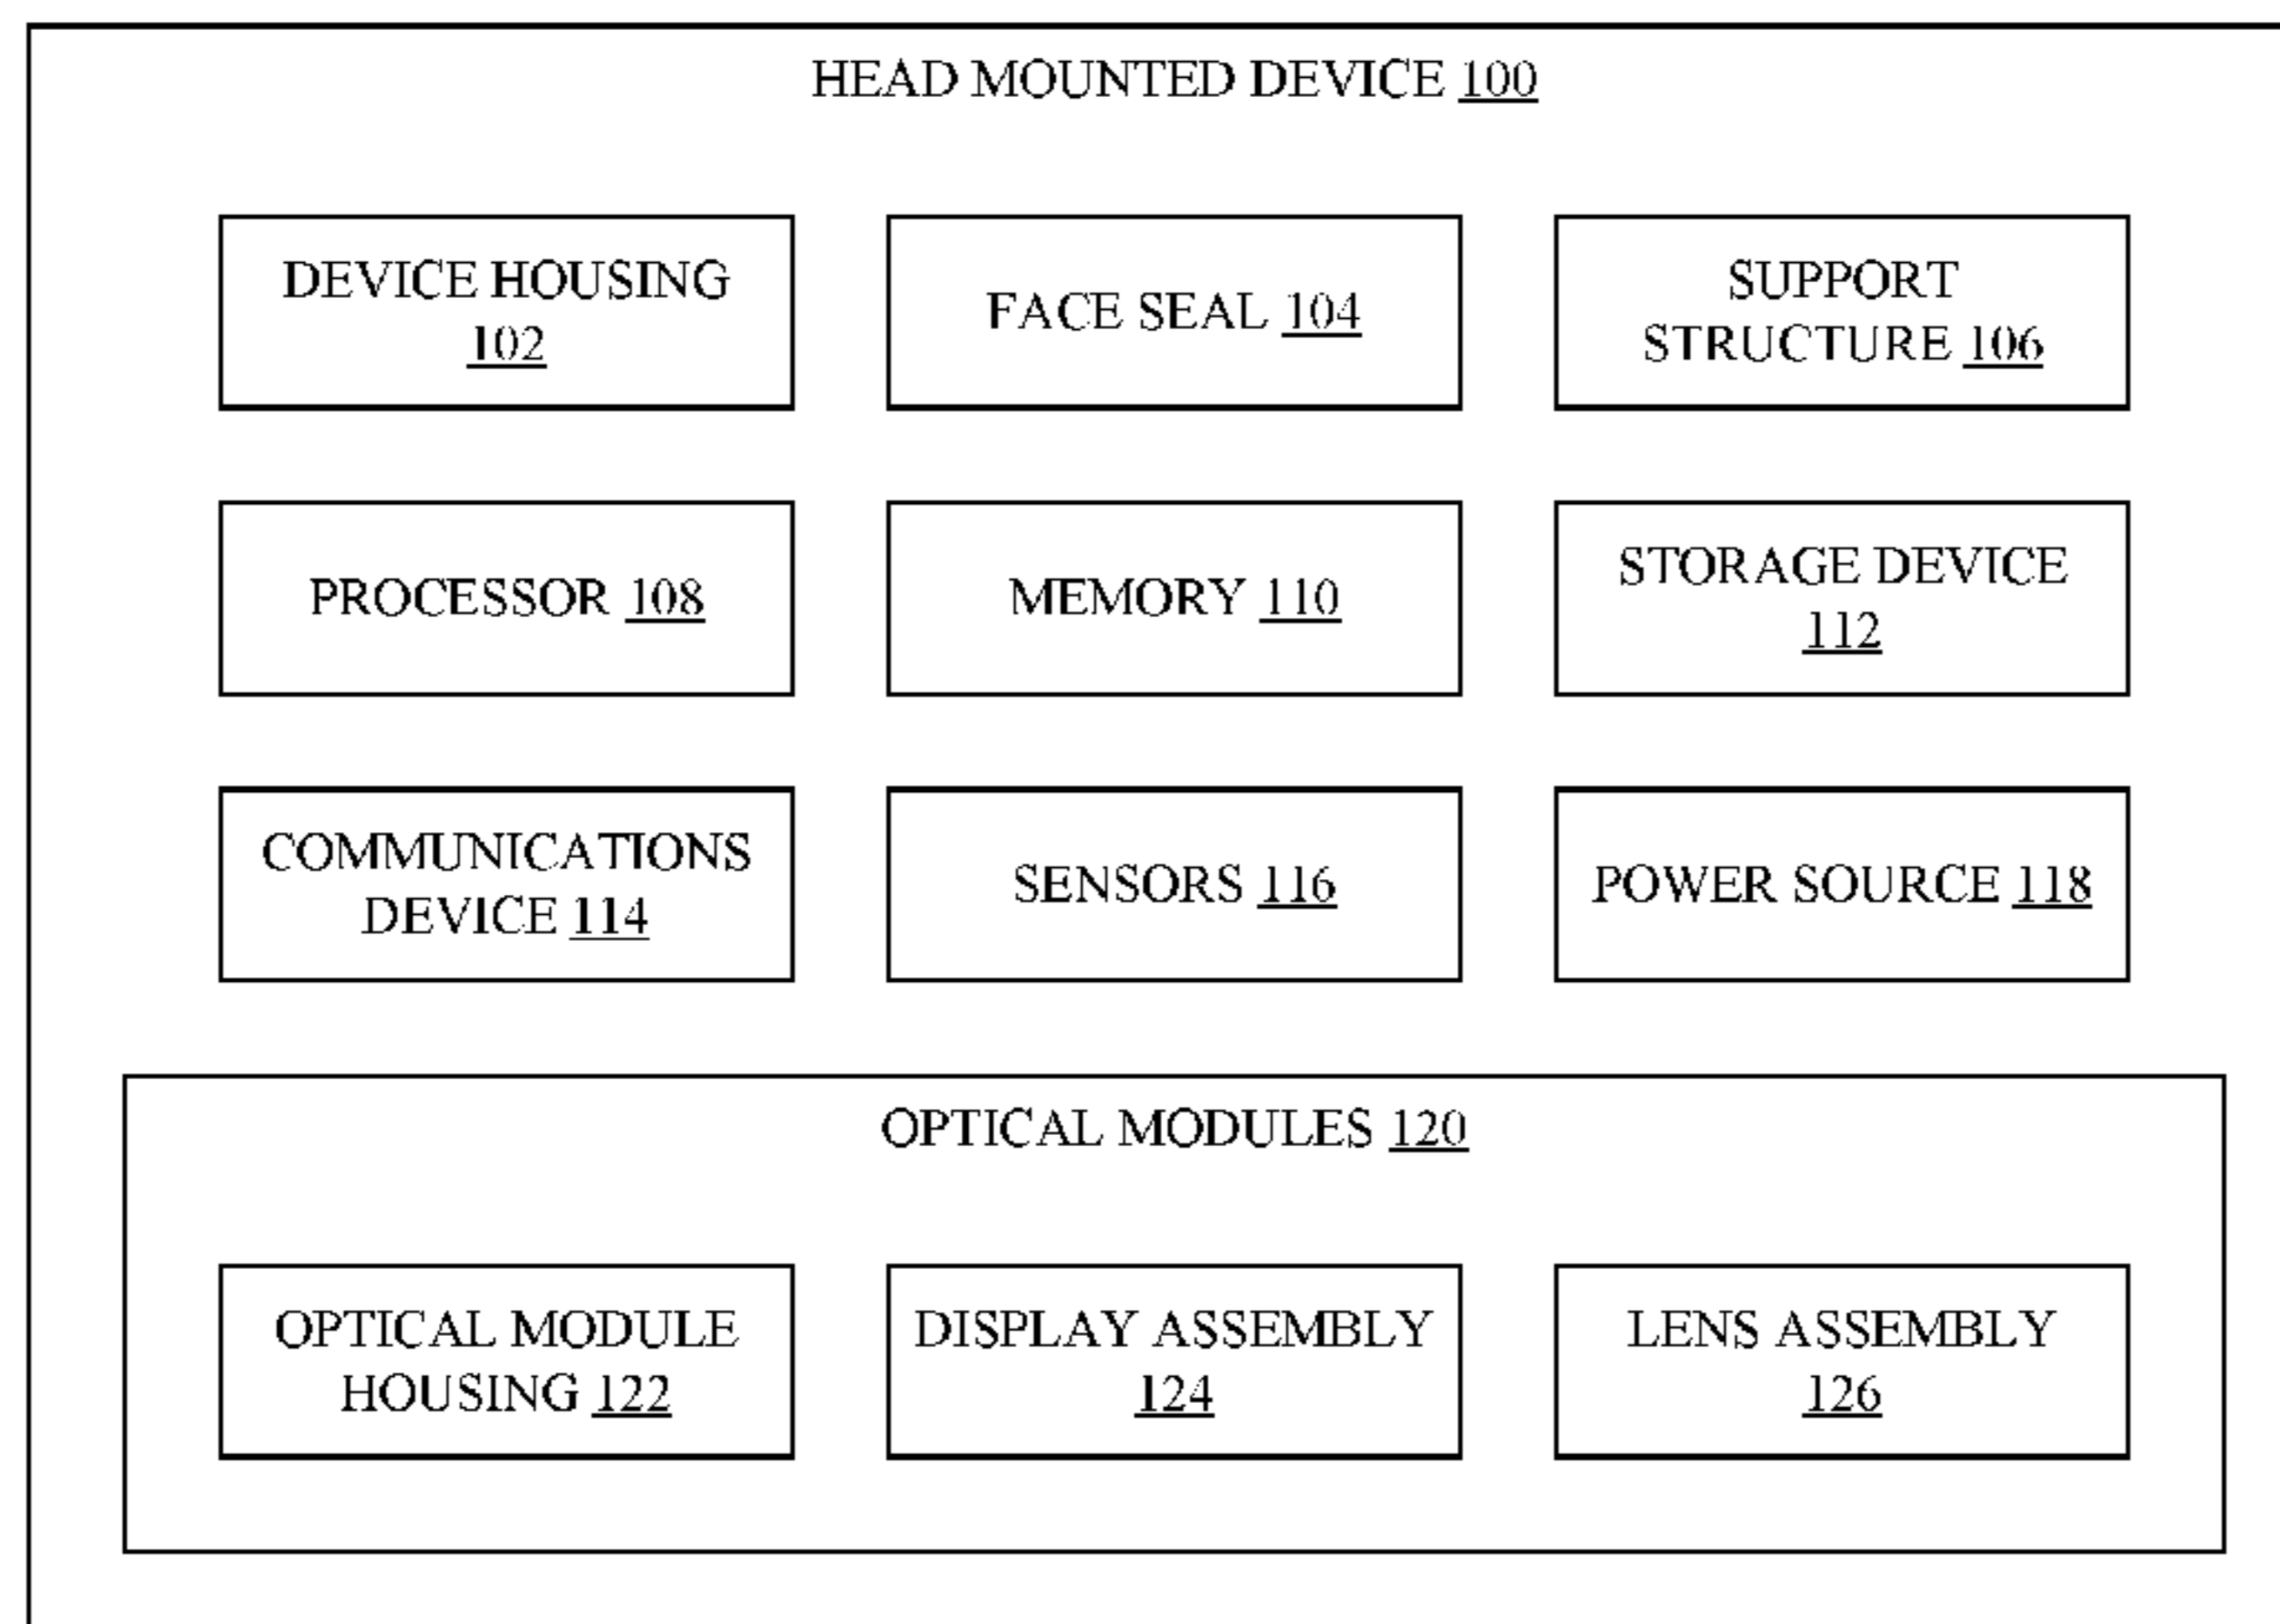 HEAD MOUNTED DEVICE 100
DEVICE HOUSING
102
FACE SEAL 104
SUPPORT
STRUCTURE 106
PROCESSOR 108
MEMORY 110
STORAGE DEVICE
112
COMMUNICATIONS
DEVICE 114
SENSORS 116
POWER SOURCE 118
OPTICAL MODULES 120
OPTICAL MODULE
HOUSING 122
DISPLAY ASSEMBLY
124
LENS ASSEMBLY
126